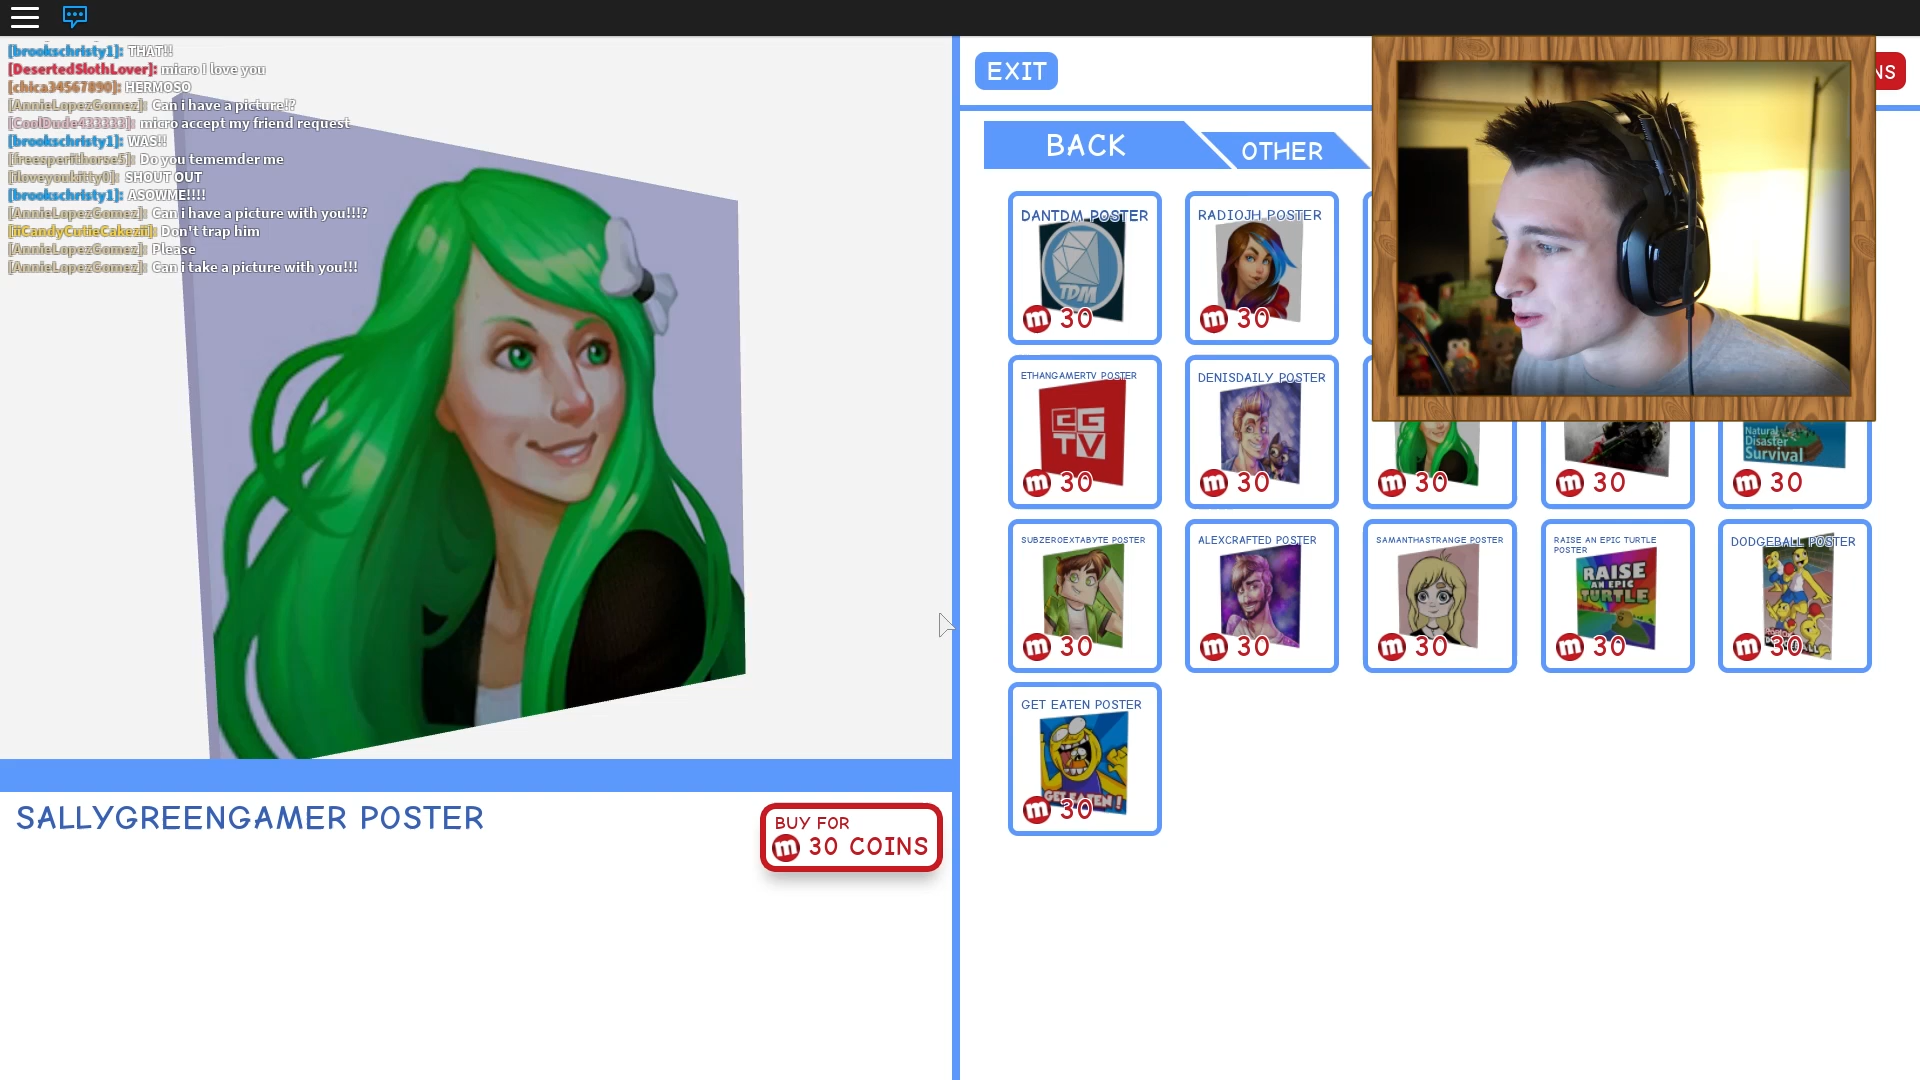 [brookschristy1]: THAT!!
[DesertedSlothLover]: micro I love you
[chica34567890]: HERMOSO
[AnnieLopezGomez]: Can i have a picture!?
[CoolDude433333]: micro accept my friend request
[brookschristy1]: WAS!!
[freesperithorse5]: Do you tememder me
[iloveyoukitty0]: SHOUT OUT
[brookschristy1]: ASOWME!!!!
[AnnieLopezGomez]: Can i have a picture with you!!!?
[iiCandyCutieCakezii]: Don't trap him
[AnnieLopezGomez]: Please
[AnnieLopezGomez]: Can i take a picture with you!!!
SALLYGREENGAMER POSTER
BUY FOR
m 30 COINS
EXIT
NS
BACK
OTHER
DANTDM POSTER
TDM
m 30
RADIOJH POSTER
m 30
ETHANGAMERTV POSTER
EG
TV
m 30
DENISDAILY POSTER
m 30
m 30
m 30
Natural
Disaster
Survival
m 30
SUBZEROEXTABYTE POSTER
m 30
ALEXCRAFTED POSTER
m 30
SAMANTHASTRANGE POSTER
m 30
RAISE AN EPIC TURTLE
POSTER
RAISE
AN EPIC
TURTLE
m 30
DODGEBALL POSTER
m 30
GET EATEN POSTER
GET EATEN!
m 30